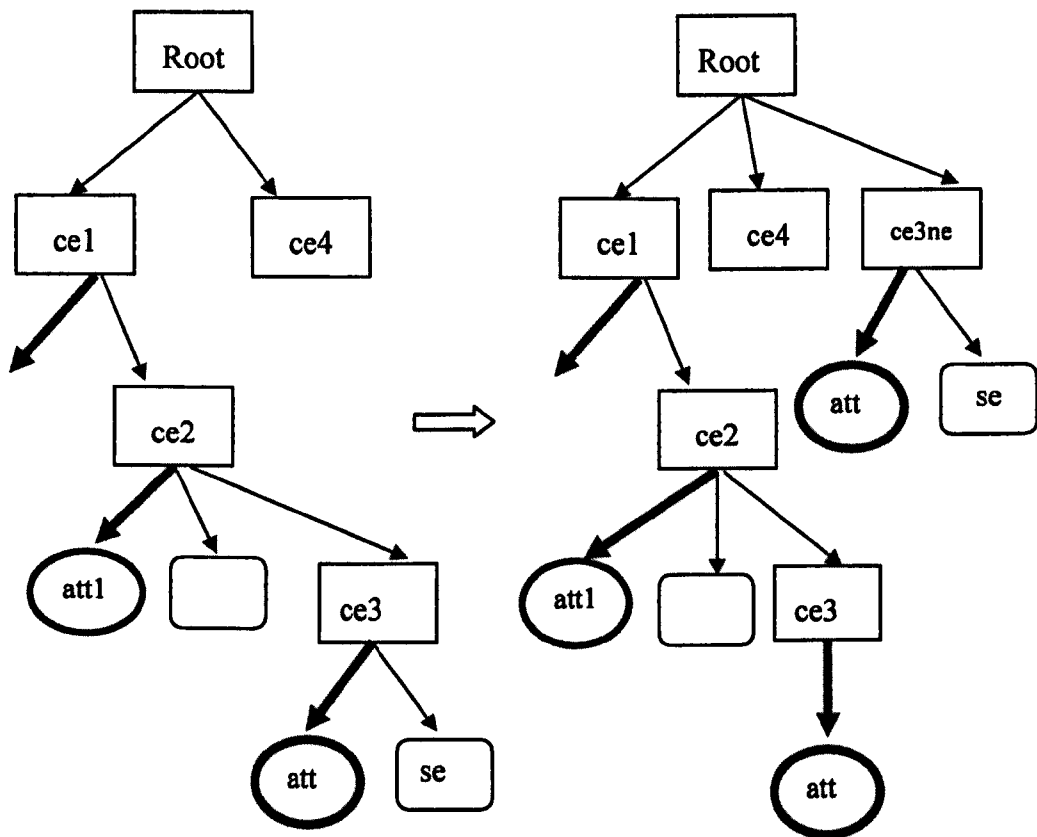 Root
ce1
ce4
ce2
att1
ce3
att
se
Root
ce1
ce4
ce3ne
att
se
ce2
att1
ce3
att